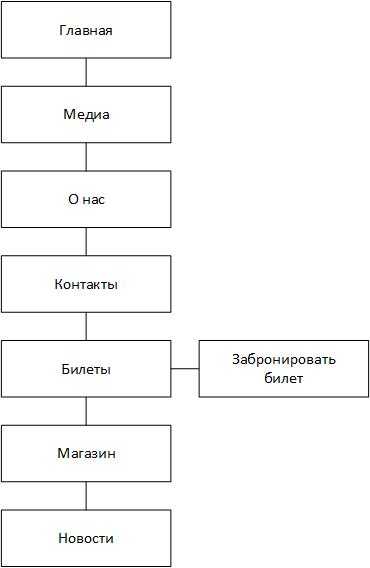 Главная
Медиа
О нас
Контакты
Билеты
Забронировать
билет
Магазин
Новости